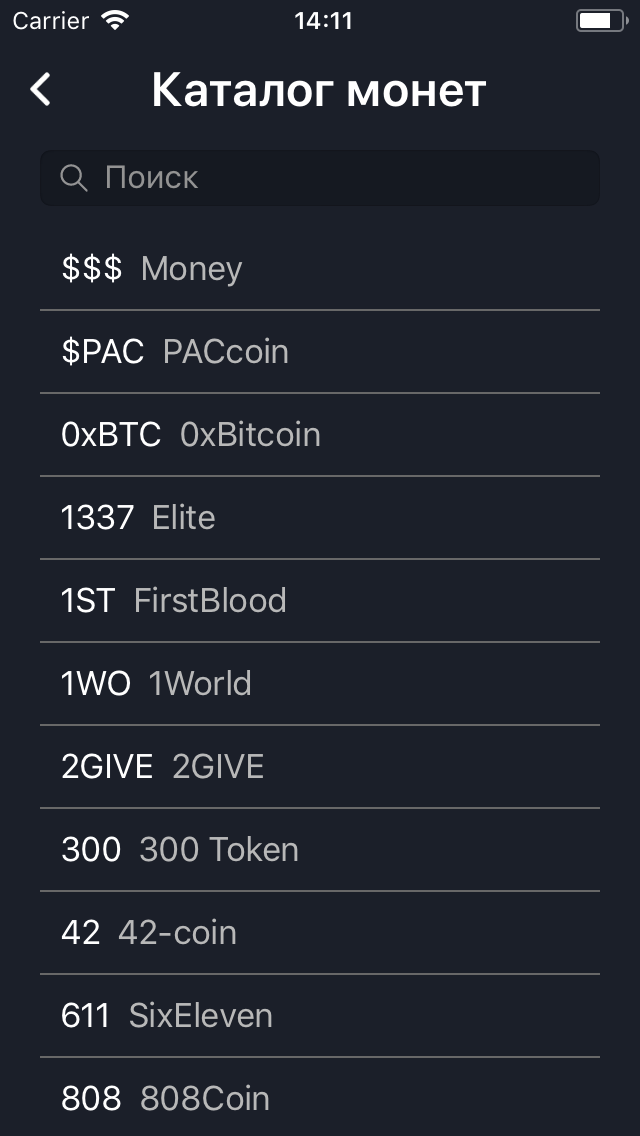 Carrier 14:11
Каталог монет
Поиск
$$$ Money
$PAC PACcoin
0xBTC 0xBitcoin
1337 Elite
1ST FirstBlood
1WO 1World
2GIVE 2GIVE
300 300 Token
42 42-coin
611 SixEleven
808 808Coin